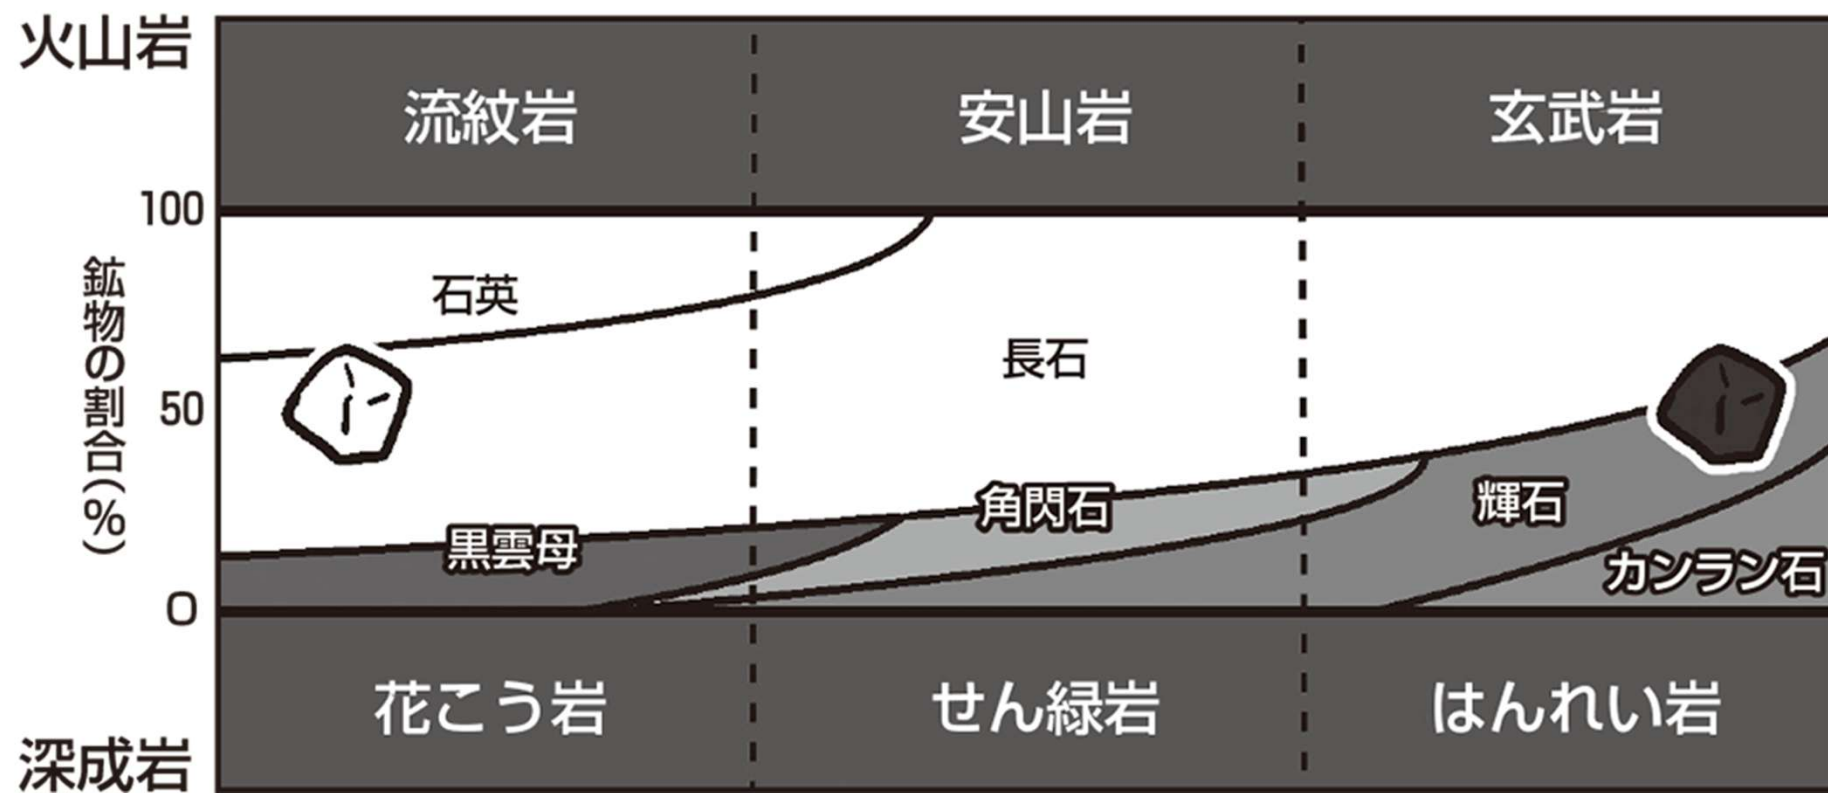 火山岩
流紋岩
安山岩
玄武岩
100
50
0
鉱物の割合(%)
石英
長石
黒雲母
角閃石
輝石
カンラン石
花こう岩
せん緑岩
はんれい岩
深成岩